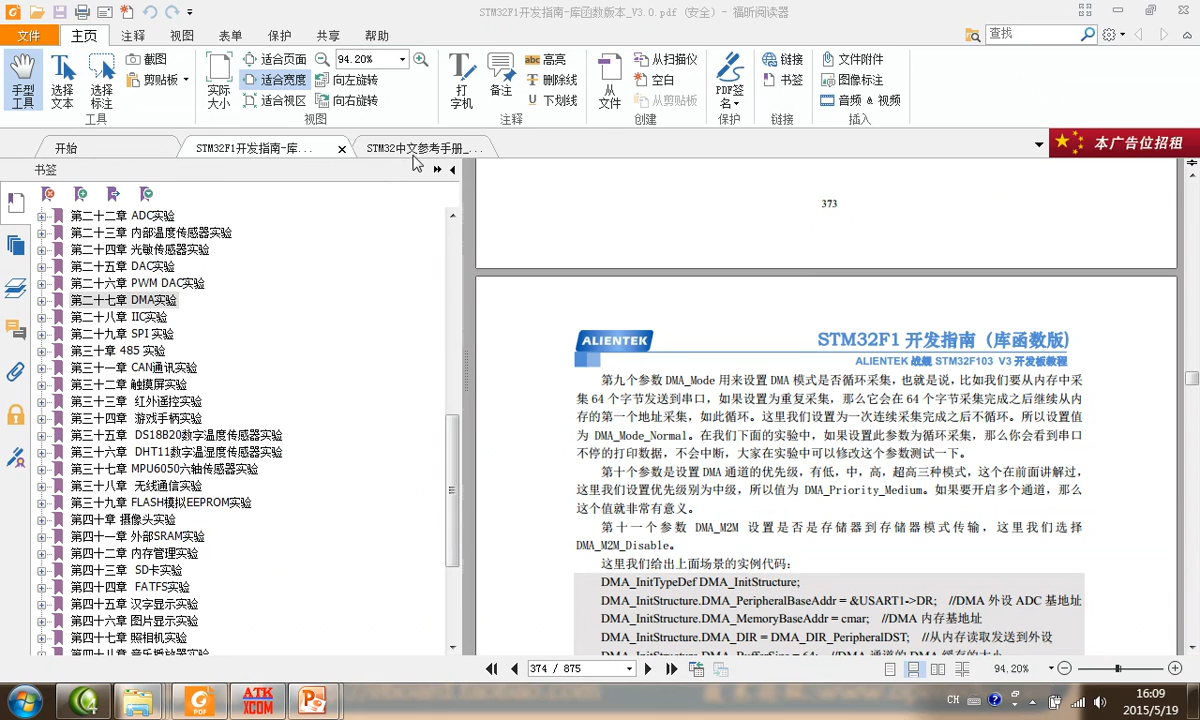 STM32F1开发指南-库函数版本_V3.0.pdf (安全) - 福昕阅读器
文件 主页 注释 视图 表单 保护 共享 帮助
查找
手型工具
选择文本
选择标注
截图
剪贴板
工具
实际大小
适合页面
适合宽度
适合视区
94.20%
向左旋转
向右旋转
视图
打字机
备注
abc 高亮
删除线
U 下划线
注释
从文件
从扫描仪
空白
从剪贴板
创建
PDF签名
保护
链接
书签
链接
文件附件
图像标注
音频 & 视频
插入
开始
STM32F1开发指南-库...
STM32中文参考手册_...
本广告位招租
书签
第二十二章 ADC实验
第二十三章 内部温度传感器实验
第二十四章 光敏传感器实验
第二十五章 DAC实验
第二十六章 PWM DAC实验
第二十七章 DMA实验
第二十八章 IIC实验
第二十九章 SPI 实验
第三十章 485 实验
第三十一章 CAN通讯实验
第三十二章 触摸屏实验
第三十三章 红外遥控实验
第三十四章 游戏手柄实验
第三十五章 DS18B20数字温度传感器实验
第三十六章 DHT11数字温湿度传感器实验
第三十七章 MPU6050六轴传感器实验
第三十八章 无线通信实验
第三十九章 FLASH模拟EEPROM实验
第四十章 摄像头实验
第四十一章 外部SRAM实验
第四十二章 内存管理实验
第四十三章 SD卡实验
第四十四章 FATFS实验
第四十五章 汉字显示实验
第四十六章 图片显示实验
第四十七章 照相机实验
第四十八章 音乐播放器实验
373
ALIENTEK
STM32F1 开发指南（库函数版）
ALIENTEK 战舰 STM32F103 V3 开发板教程
第九个参数 DMA_Mode 用来设置 DMA 模式是否循环采集，也就是说，比如我们要从内存中采
集 64 个字节发送到串口，如果设置为重复采集，那么它会在 64 个字节采集完成之后继续从内
存的第一个地址采集，如此循环。这里我们设置为一次连续采集完成之后不循环。所以设置值
为 DMA_Mode_Normal。在我们下面的实验中，如果设置此参数为循环采集，那么你会看到串口
不停的打印数据，不会中断，大家在实验中可以修改这个参数测试一下。
第十个参数是设置 DMA 通道的优先级，有低，中，高，超高三种模式，这个在前面讲解过，
这里我们设置优先级别为中级，所以值为 DMA_Priority_Medium。如果要开启多个通道，那么
这个值就非常有意义。
第十一个参数 DMA_M2M 设置是否是存储器到存储器模式传输，这里我们选择
DMA_M2M_Disable。
这里我们给出上面场景的实例代码：
DMA_InitTypeDef DMA_InitStructure;
DMA_InitStructure.DMA_PeripheralBaseAddr = &USART1->DR; //DMA 外设 ADC 基地址
DMA_InitStructure.DMA_MemoryBaseAddr = cmar; //DMA 内存基地址
DMA_InitStructure.DMA_DIR = DMA_DIR_PeripheralDST; //从内存读取发送到外设
DMA_InitStructure.DMA_BufferSize = 64; //DMA 通道的 DMA 缓存的大小
374 / 875
94.20%
PDF
ATK XCOM
CH
16:09
2015/5/19